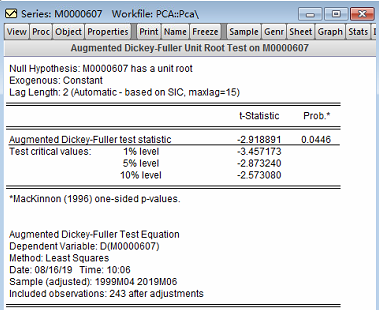 Series: M0000607 Workfile: PCA::Pca\
View Proc Object Properties Print Name Freeze Sample Genr Sheet Graph Stats
Augmented Dickey-Fuller Unit Root Test on M0000607
Null Hypothesis: M0000607 has a unit root
Exogenous: Constant
Lag Length: 2 (Automatic - based on SIC, maxlag=15)
t-Statistic Prob.*
Augmented Dickey-Fuller test statistic -2.918891 0.0446
Test critical values: 1% level -3.457173
5% level -2.873240
10% level -2.573080
*MacKinnon (1996) one-sided p-values.
Augmented Dickey-Fuller Test Equation
Dependent Variable: D(M0000607)
Method: Least Squares
Date: 08/16/19 Time: 10:06
Sample (adjusted): 1999M04 2019M06
Included observations: 243 after adjustments